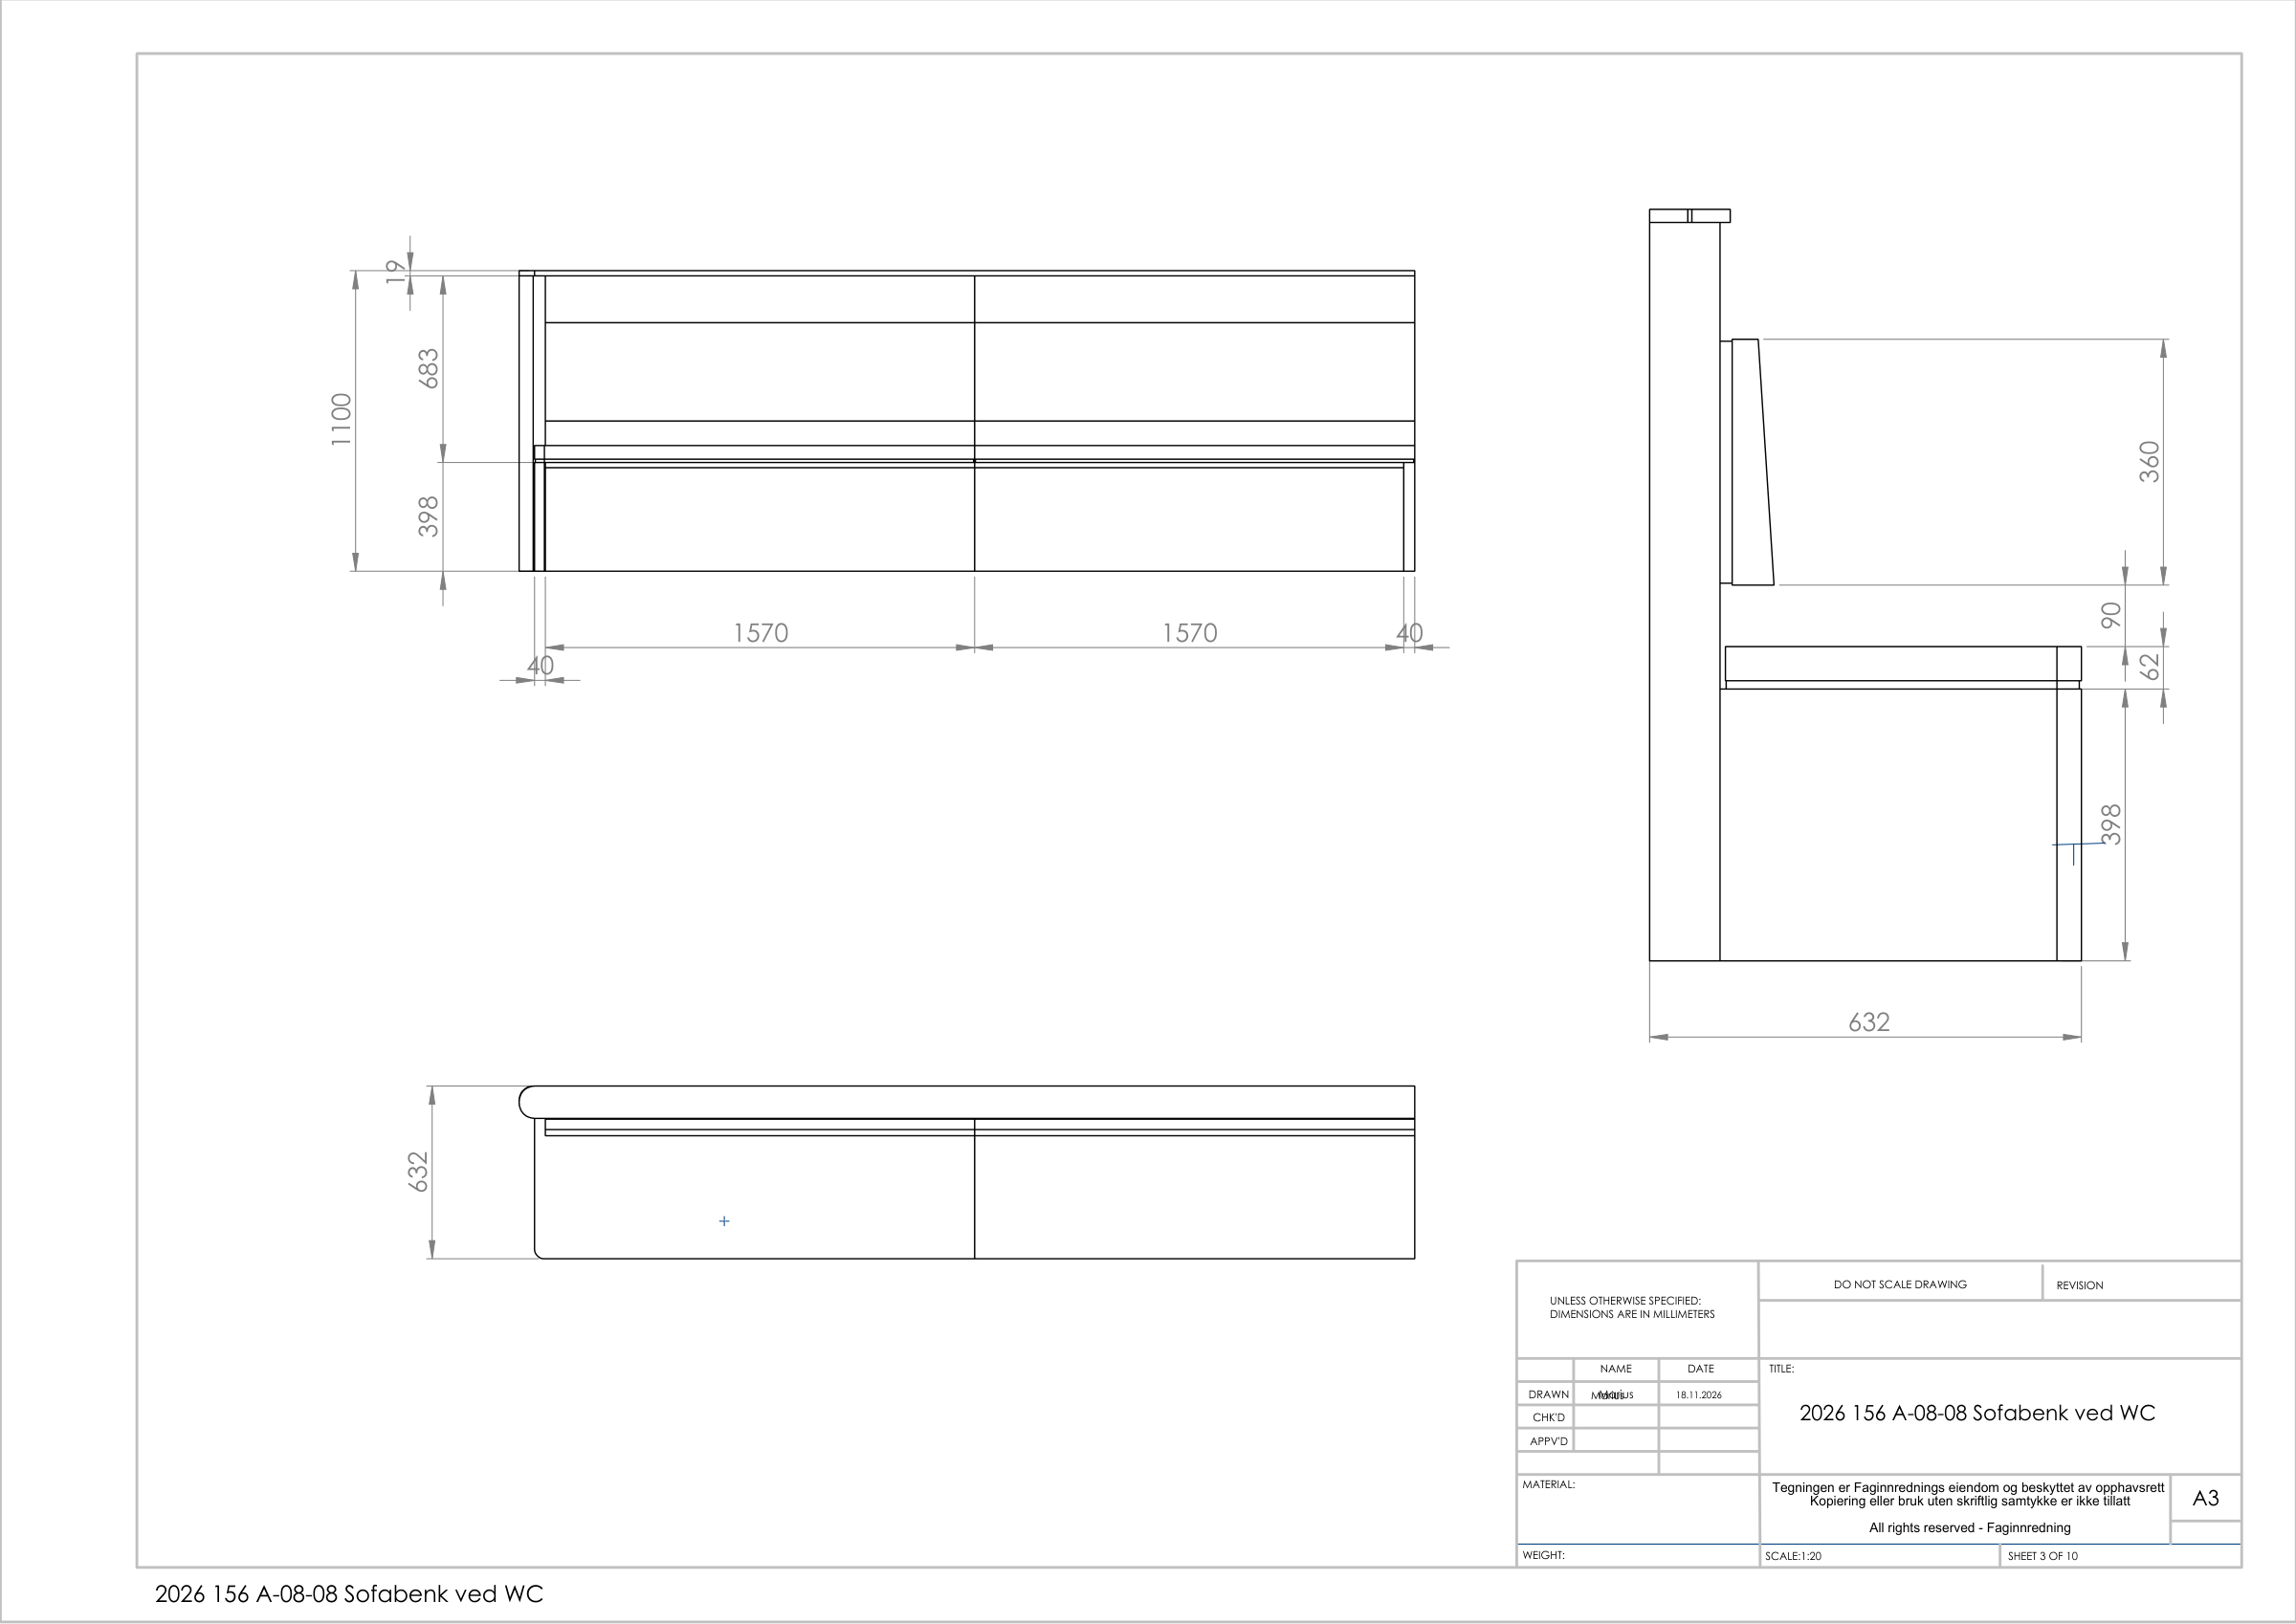 19
683
1100
398
1570
1570
40
40
360
90
62
398
632
632
UNLESS OTHERWISE SPECIFIED:
DIMENSIONS ARE IN MILLIMETERS
DO NOT SCALE DRAWING
REVISION
NAME
DATE
TITLE:
DRAWN
Marius
18.11.2026
CHK'D
APPV'D
2026 156 A-08-08 Sofabenk ved WC
MATERIAL:
Tegningen er Faginnrednings eiendom og beskyttet av opphavsrett
Kopiering eller bruk uten skriftlig samtykke er ikke tillatt
All rights reserved - Faginnredning
A3
WEIGHT:
SCALE:1:20
SHEET 3 OF 10
2026 156 A-08-08 Sofabenk ved WC